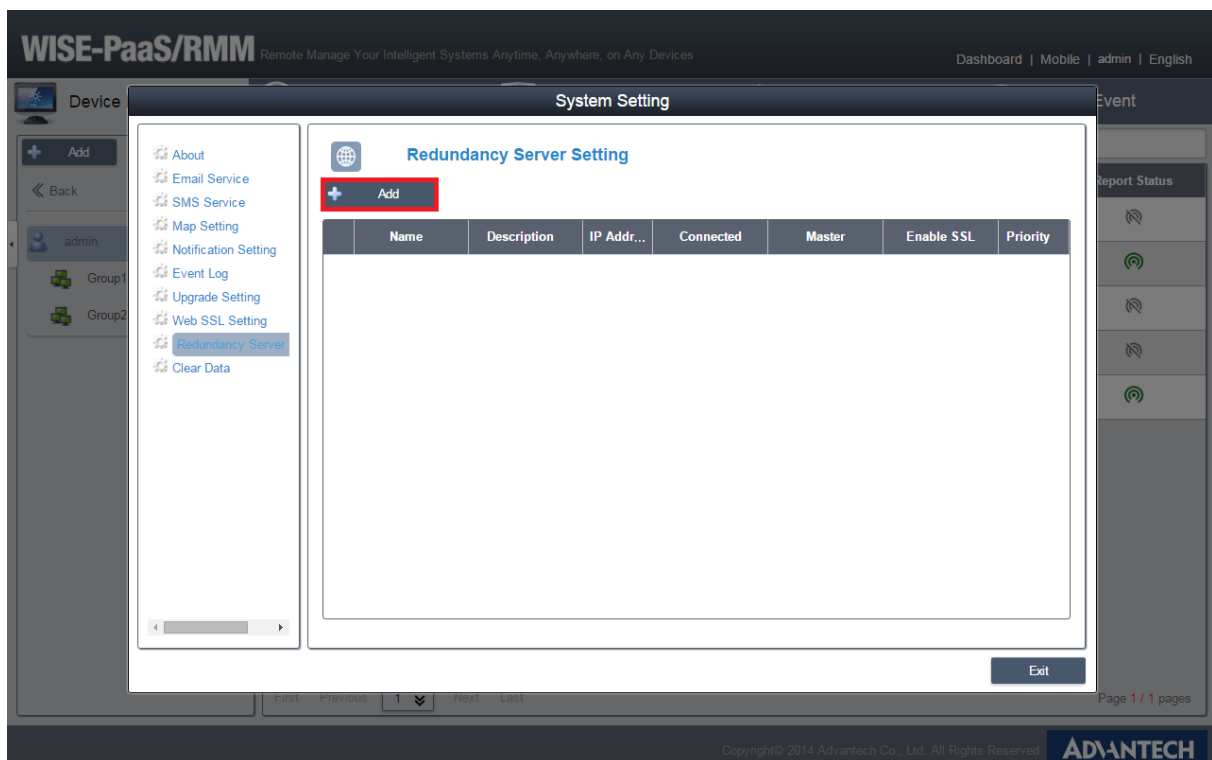 WISE-PaaS/RMM Remote Manage Your Intelligent Systems Anytime, Anywhere, on Any Devices
Dashboard | Mobile | admin | English
Device
Event
System Setting
Add
Back
admin
Group1
Group2
About
Email Service
SMS Service
Map Setting
Notification Setting
Event Log
Upgrade Setting
Web SSL Setting
Redundancy Server
Clear Data
Redundancy Server Setting
Add
Name Description IP Addr... Connected Master Enable SSL Priority
Report Status
Exit
First Previous 1 Next Last
Page 1 / 1 pages
Copyright© 2014 Advantech Co., Ltd. All Rights Reserved
ADVANTECH